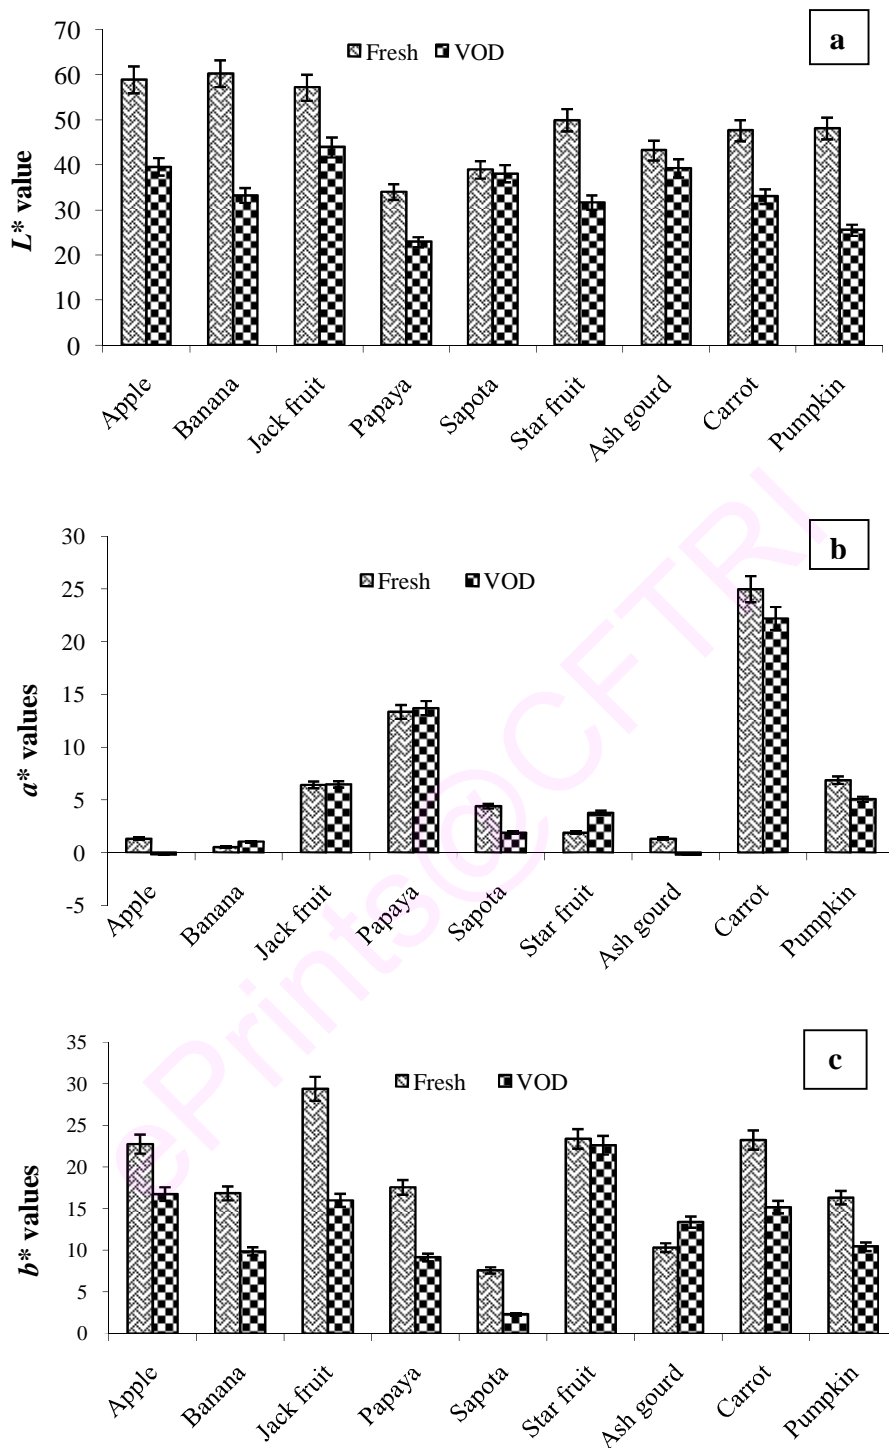 a
Fresh VOD
70
60
50
40
30
20
10
0
L* value
Apple Banana Jack fruit Papaya Sapota Star fruit Ash gourd Carrot Pumpkin
b
Fresh VOD
30
25
20
15
10
5
0
-5
a* values
Apple Banana Jack fruit Papaya Sapota Star fruit Ash gourd Carrot Pumpkin
c
Fresh VOD
35
30
25
20
15
10
5
0
b* values
Apple Banana Jack fruit Papaya Sapota Star fruit Ash gourd Carrot Pumpkin
ePrints@CFTRI